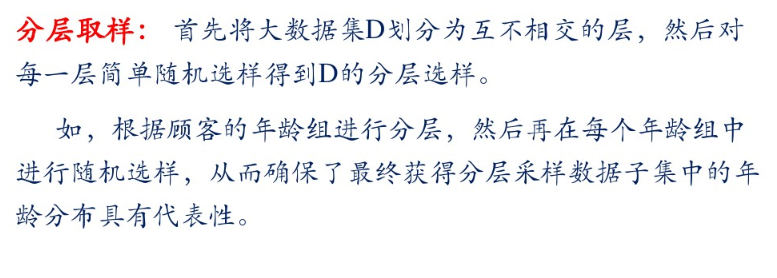 分层取样： 首先将大数据集D划分为互不相交的层，然后对
每一层简单随机选样得到D的分层选样。
如，根据顾客的年龄组进行分层，然后再在每个年龄组中
进行随机选样，从而确保了最终获得分层采样数据子集中的年
龄分布具有代表性。